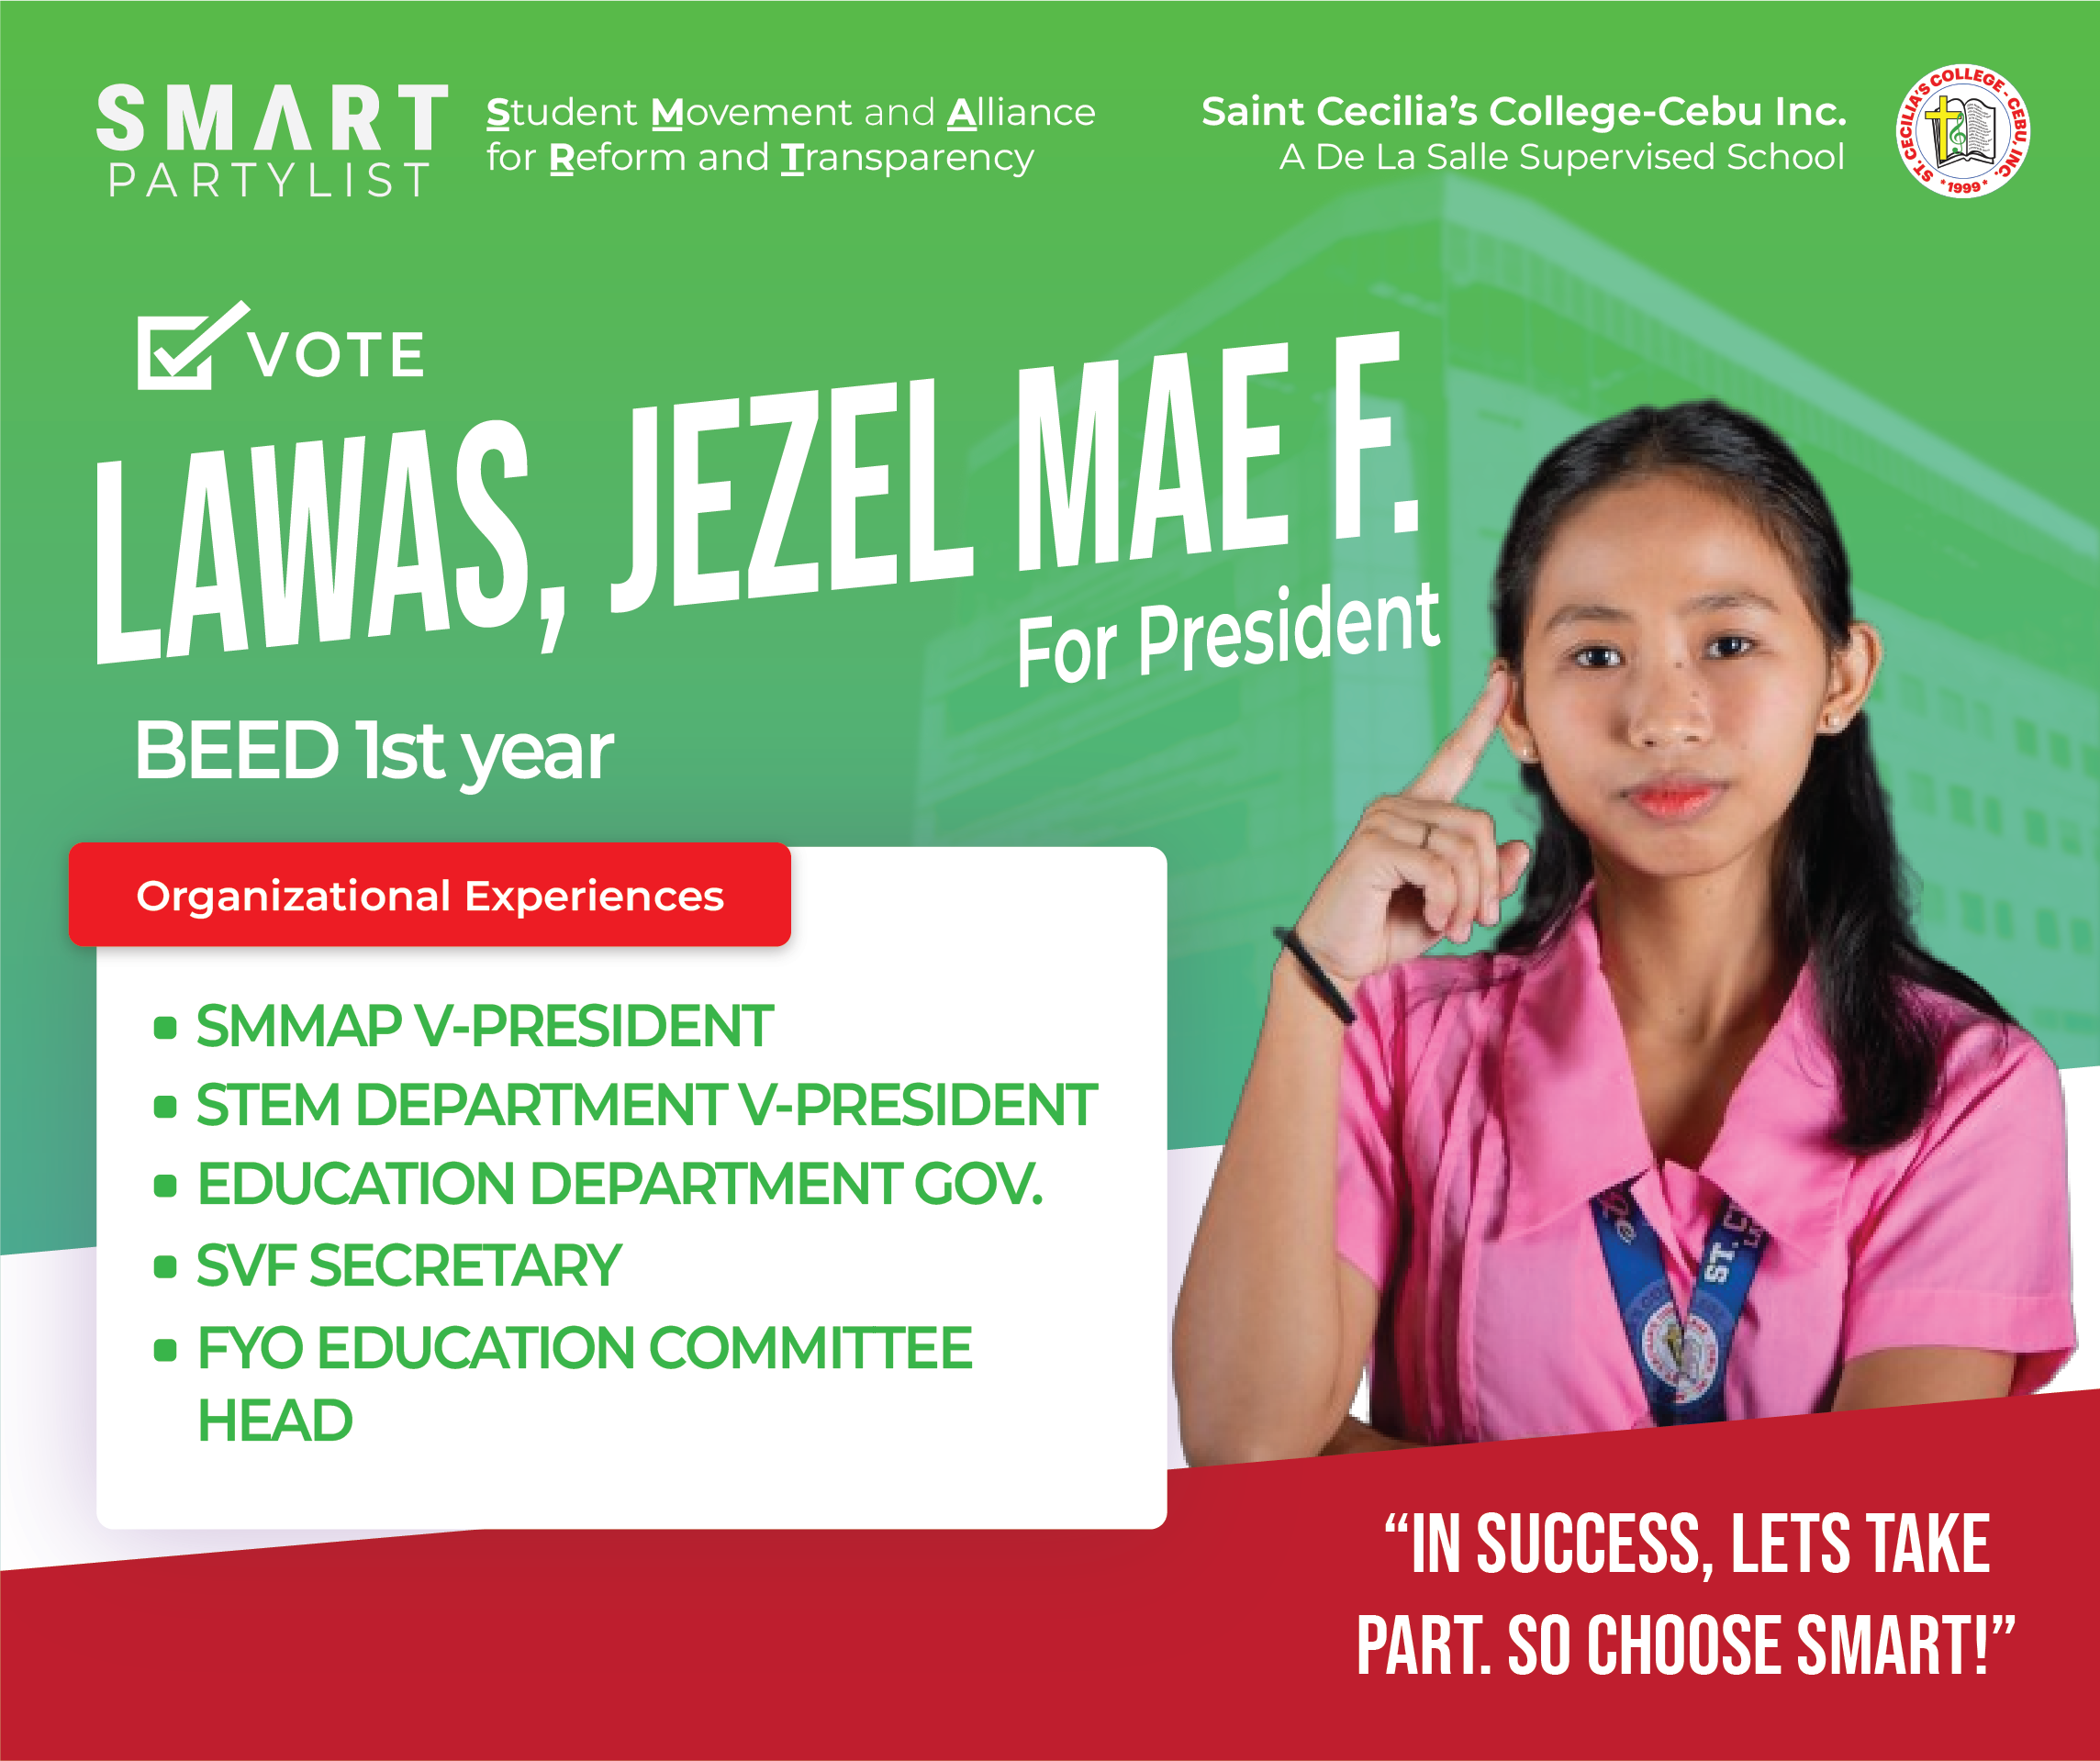 SMART
PARTYLIST
Student Movement and Alliance
for Reform and Transparency
Saint Cecilia's College-Cebu Inc.
A De La Salle Supervised School
ST. CECILIA'S COLLEGE - CEBU, INC.
* 1999 *
VOTE
LAWAS, JEZEL MAE F.
For President
BEED 1st year
Organizational Experiences
SMMAP V-PRESIDENT
STEM DEPARTMENT V-PRESIDENT
EDUCATION DEPARTMENT GOV.
SVF SECRETARY
FYO EDUCATION COMMITTEE
HEAD
ST.
“IN SUCCESS, LETS TAKE
PART. SO CHOOSE SMART!”